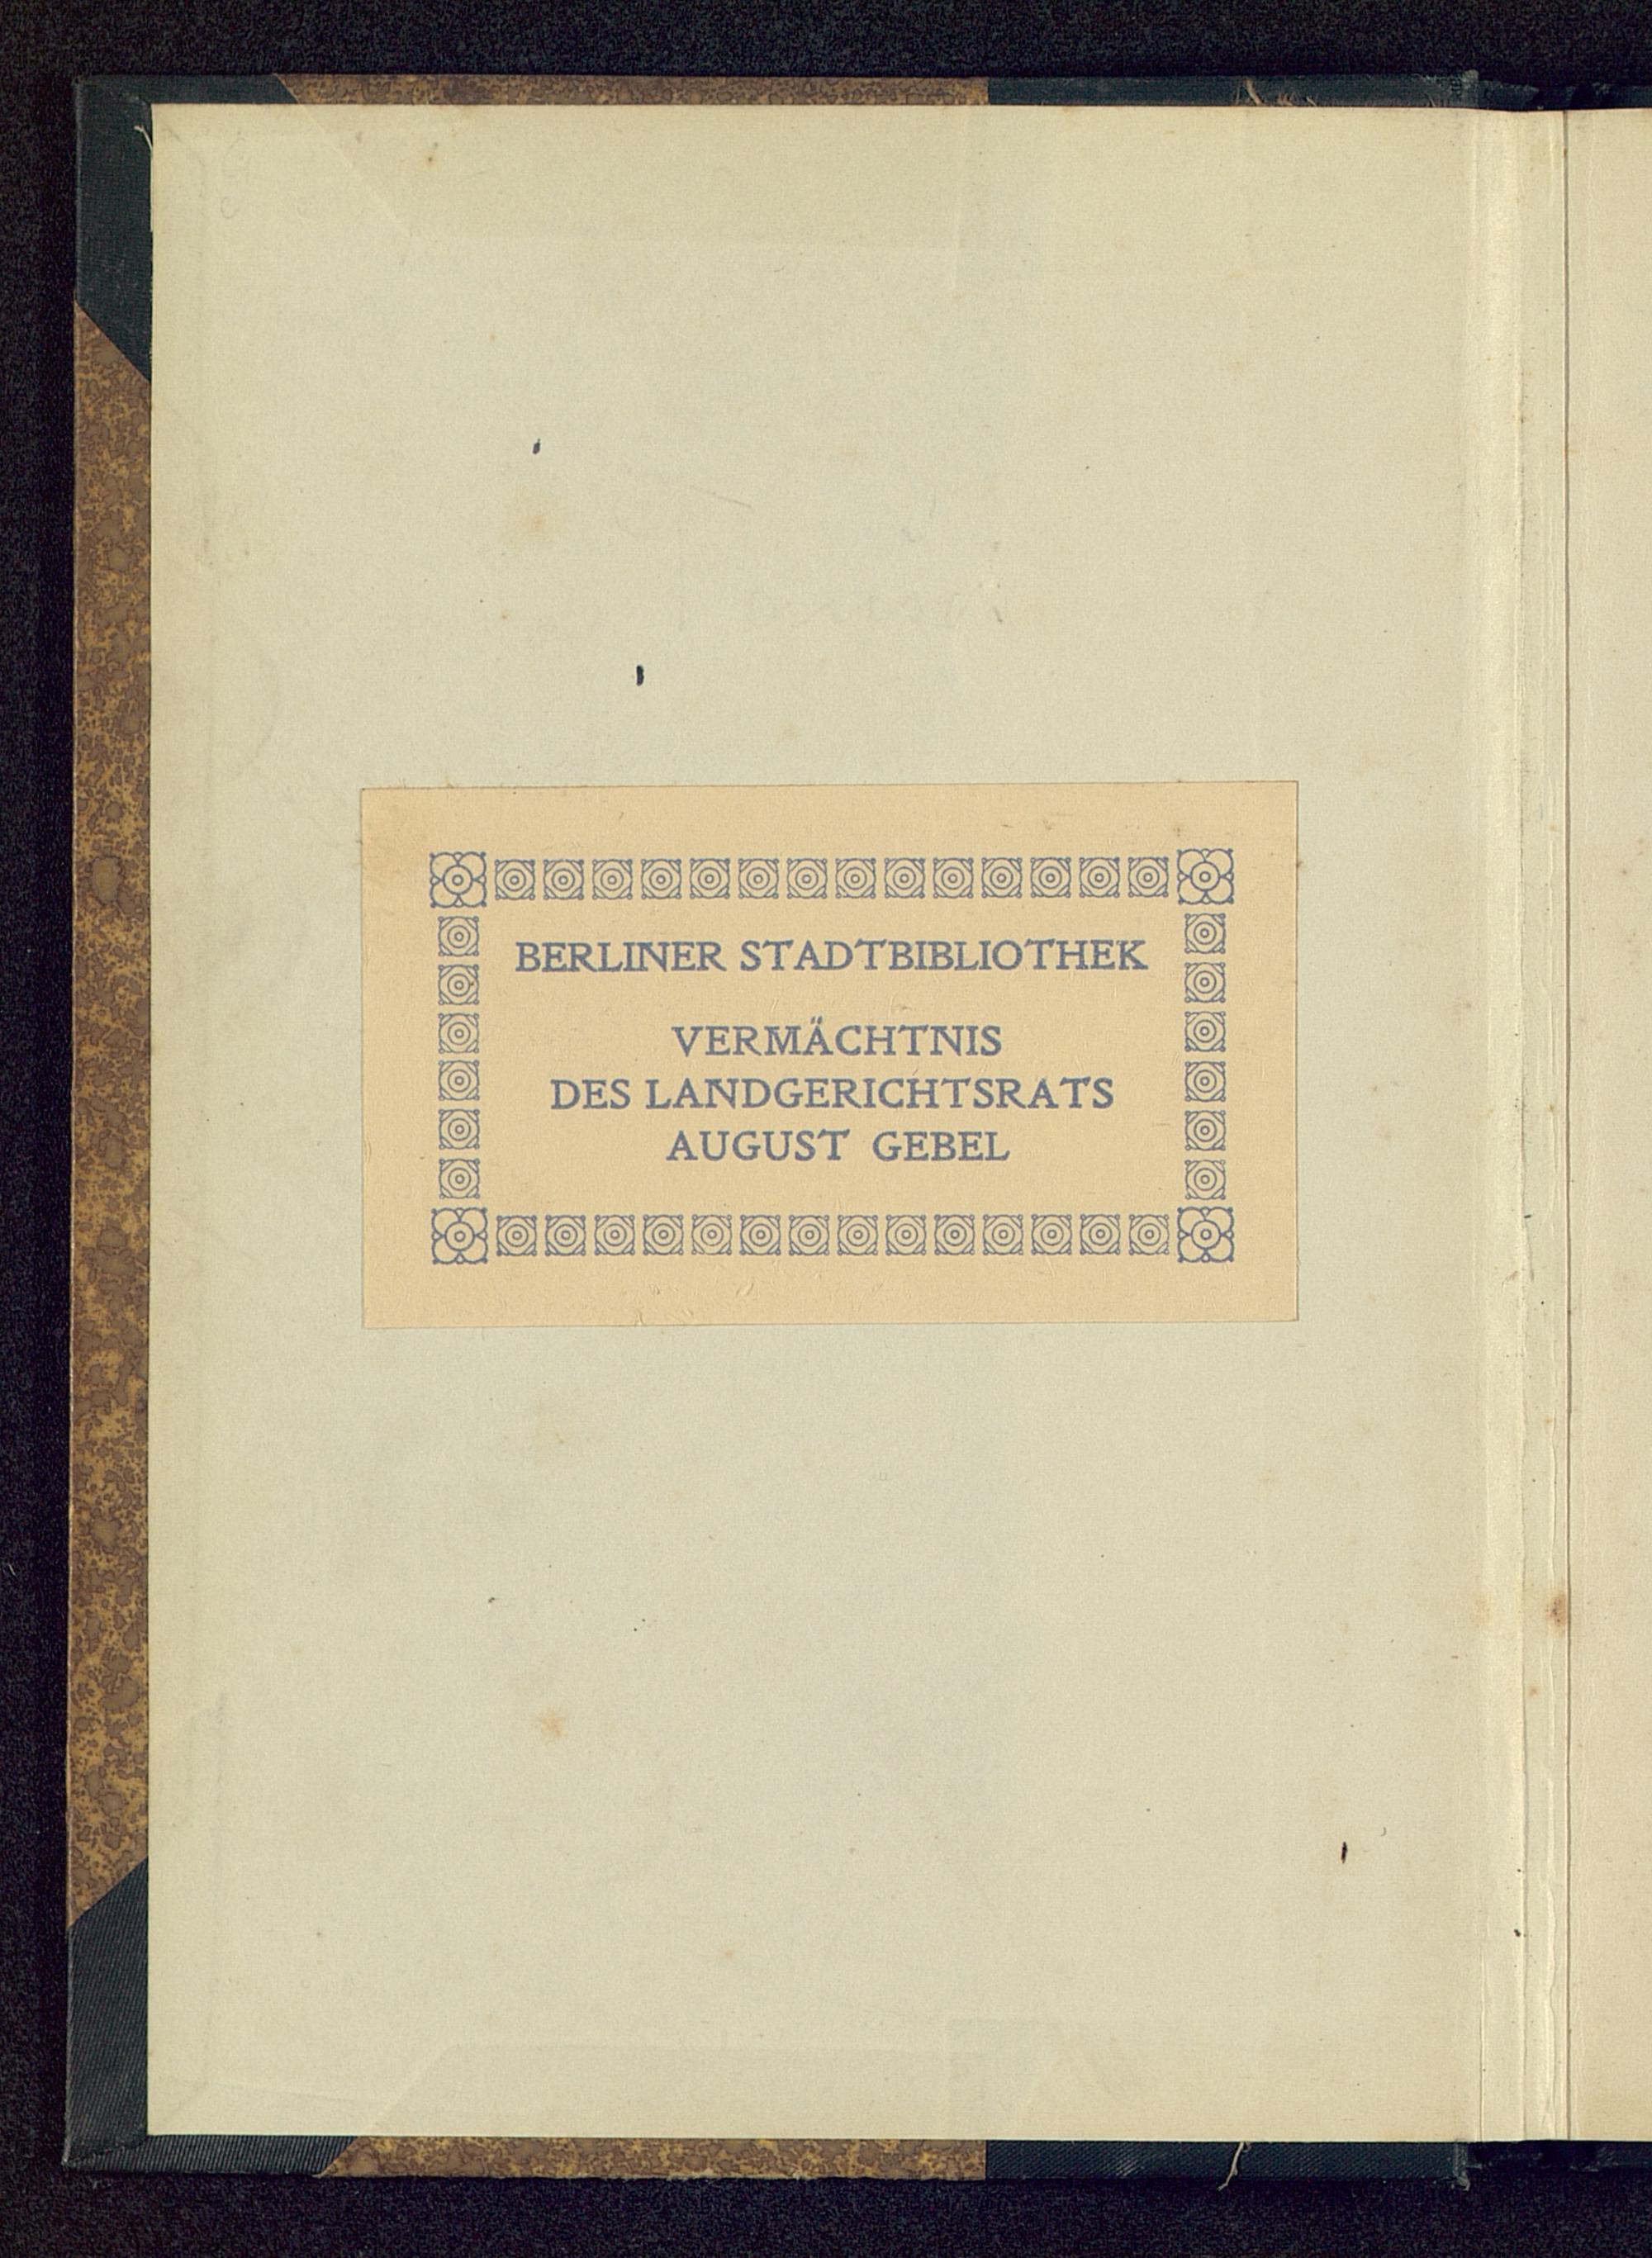 BERLINER STADTBIBLIOTHEK
VERMÄCHTNIS
DES LANDGERICHTSRATS
AUGUST GEBEL